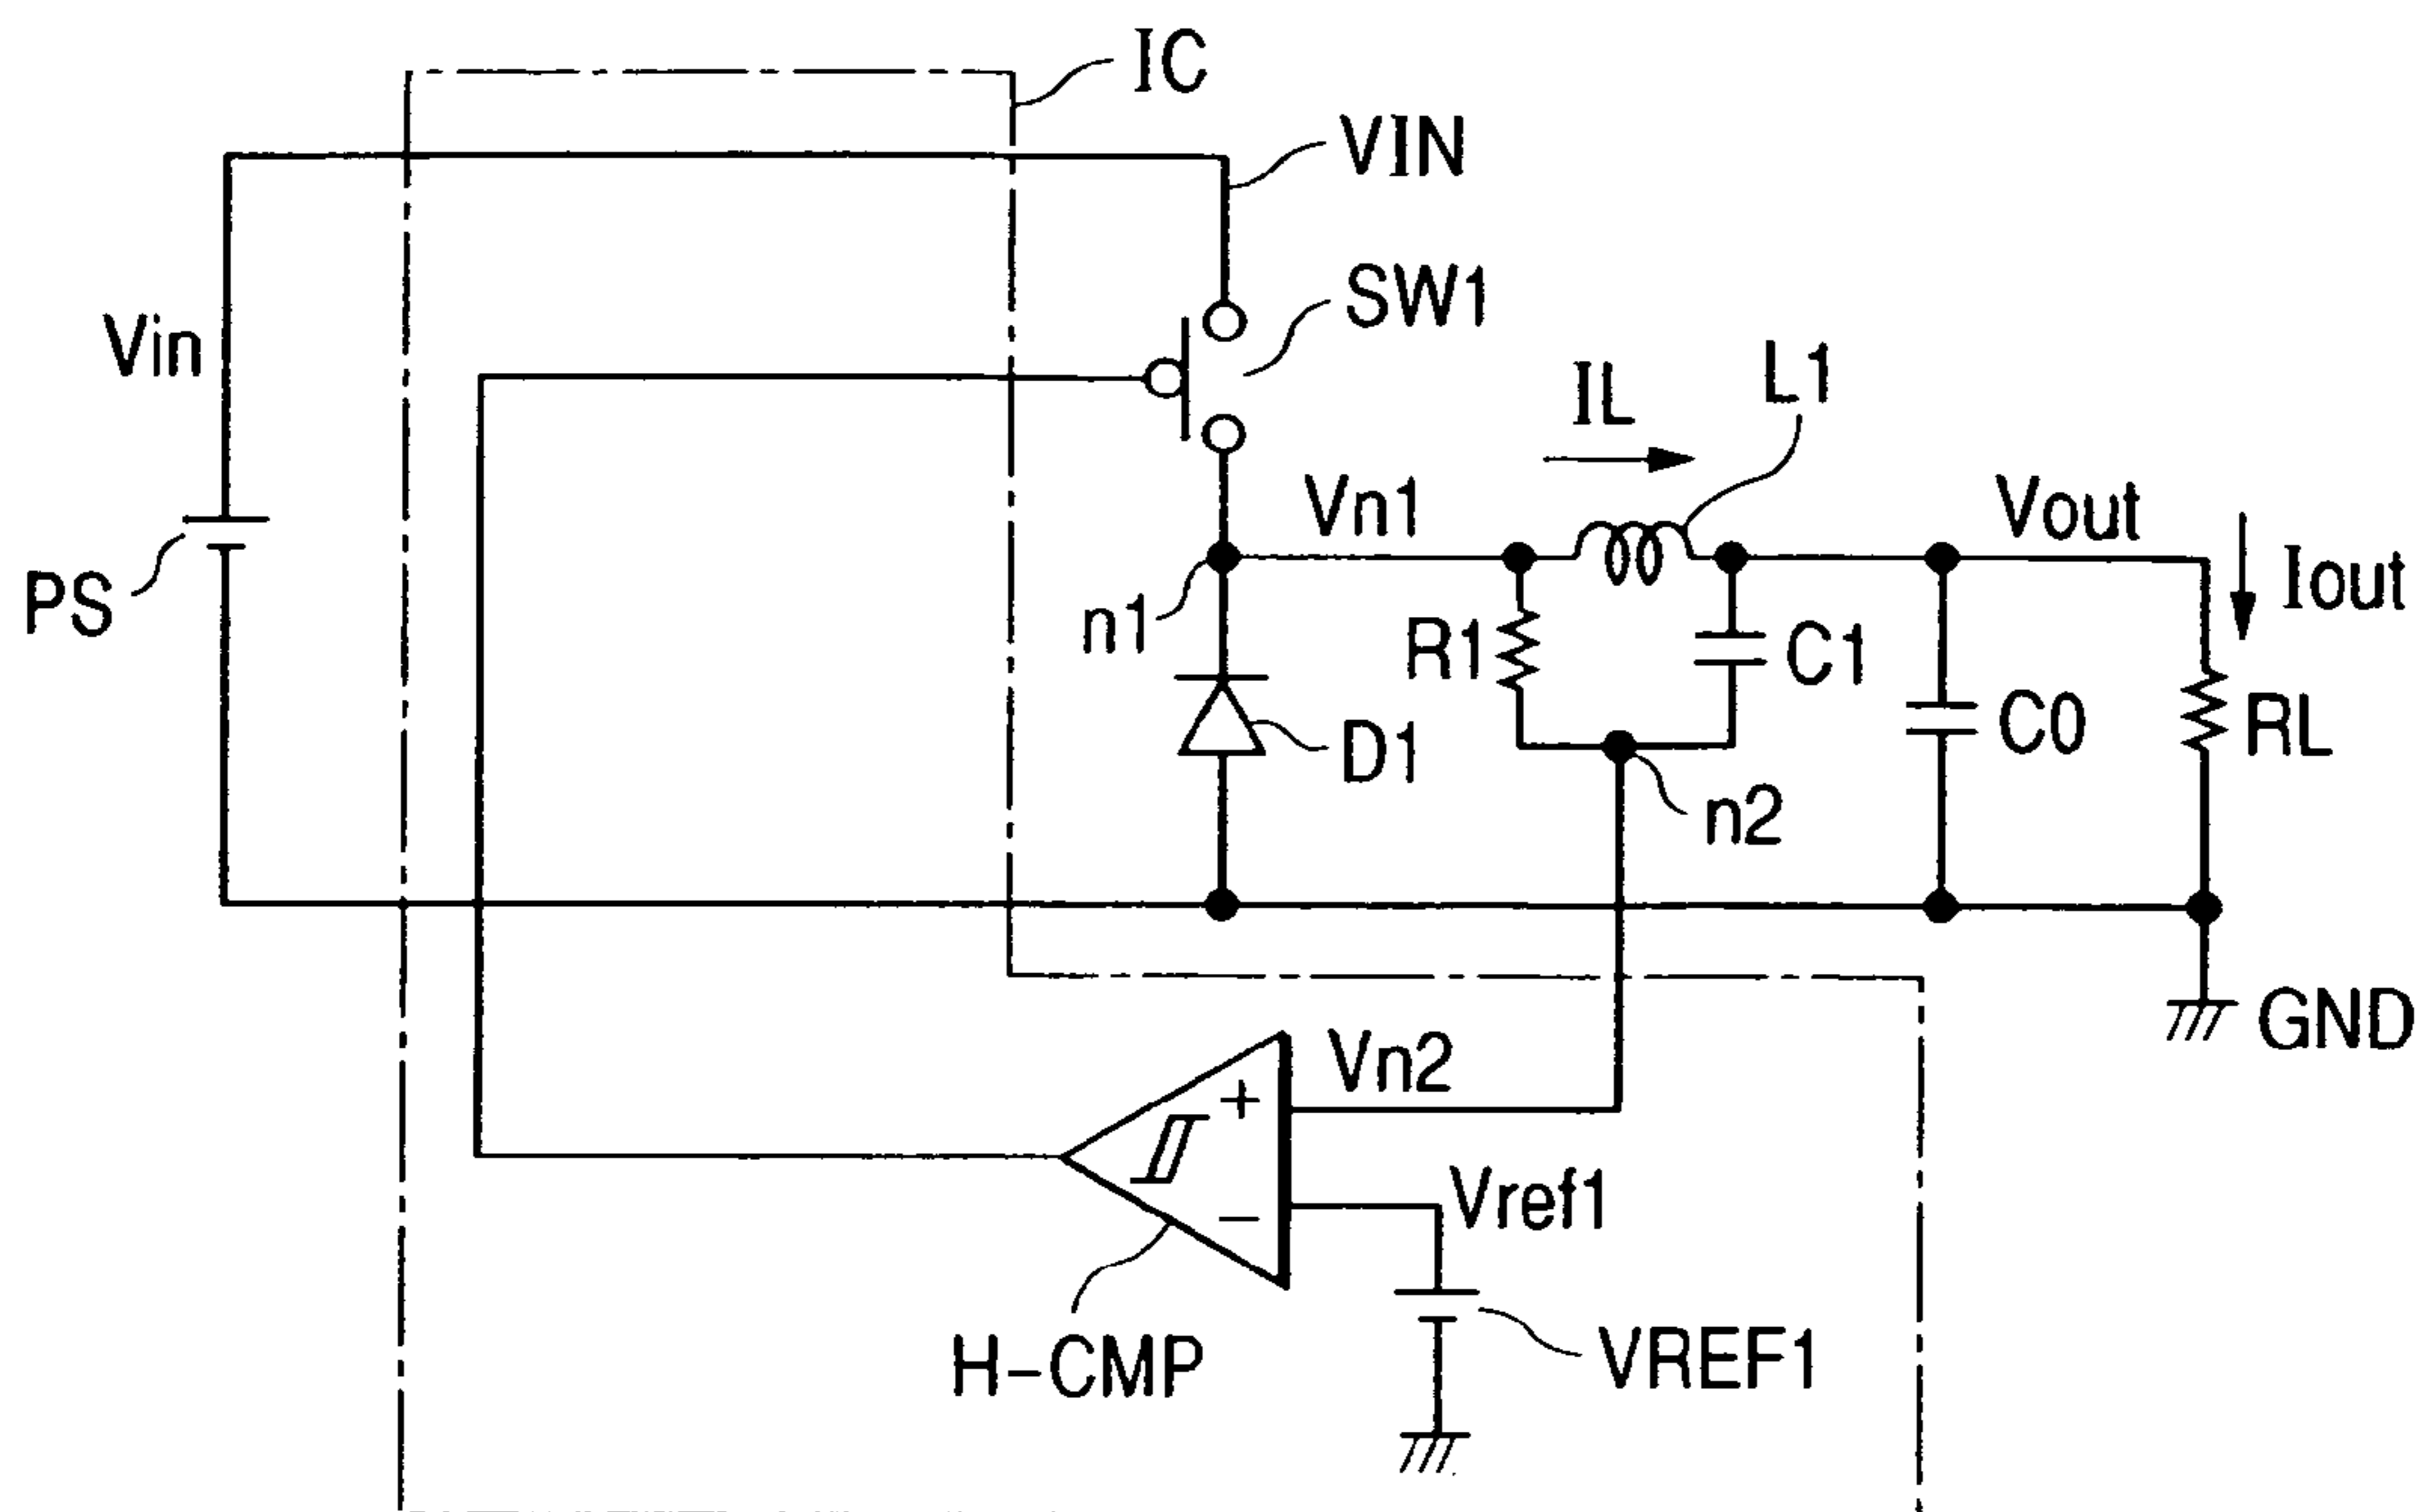 IC
VIN
SW1
Vin
L1
IL
Vn1
Vout
PS
n1
R1
C1
Iout
D1
C0
RL
n2
GND
Vn2
+
Vref1
−
H-CMP
VREF1